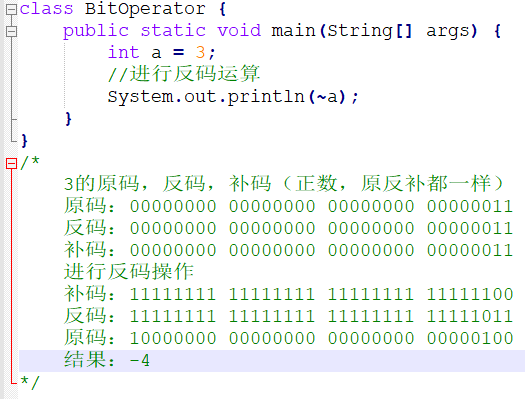 class BitOperator {
    public static void main(String[] args) {
        int a = 3;
        //进行反码运算
        System.out.println(~a);
    }
}
/*
    3的原码，反码，补码（正数，原反补都一样）
    原码：00000000 00000000 00000000 00000011
    反码：00000000 00000000 00000000 00000011
    补码：00000000 00000000 00000000 00000011
    进行反码操作
    补码：11111111 11111111 11111111 11111100
    反码：11111111 11111111 11111111 11111011
    原码：10000000 00000000 00000000 00000100
    结果：-4
*/